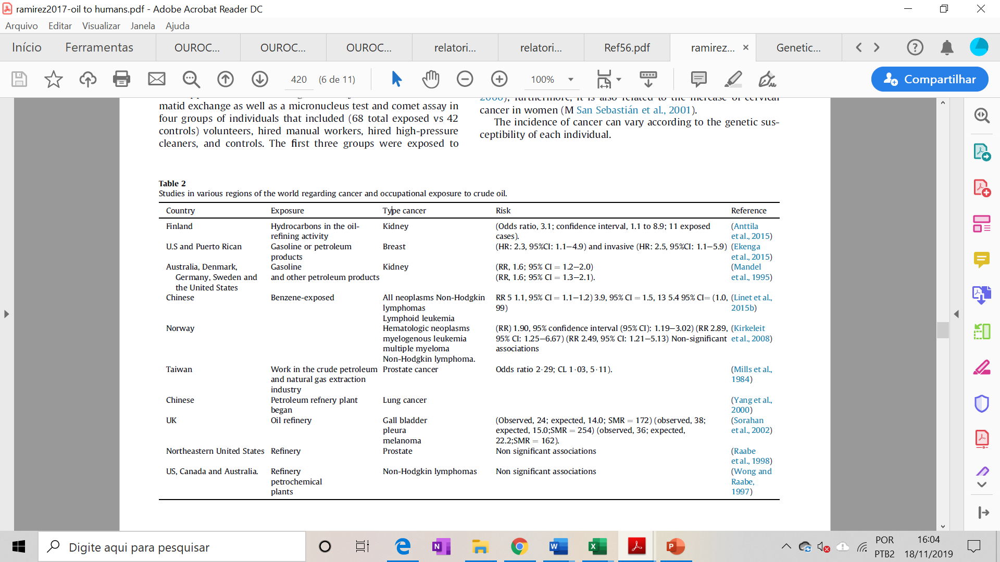 ramirez2017-oil to humans.pdf - Adobe Acrobat Reader DC
Arquivo Editar Visualizar Janela Ajuda
Início Ferramentas OUROC... OUROC... OUROC... relatori... relatori... Ref56.pdf ramirez... Genetic...
420 (6 de 11) 100% Compartilhar
matid exchange as well as a micronucleus test and comet assay in
four groups of individuals that included (68 total exposed vs 42
controls) volunteers, hired manual workers, hired high-pressure
cleaners, and controls. The first three groups were exposed to
2000), furthermore, it is also related to the increase of cervical
cancer in women (M San Sebastián et al., 2001).
The incidence of cancer can vary according to the genetic sus-
ceptibility of each individual.
Table 2
Studies in various regions of the world regarding cancer and occupational exposure to crude oil.
Country Exposure Type cancer Risk Reference
Finland Hydrocarbons in the oil- Kidney (Odds ratio, 3.1; confidence interval, 1.1 to 8.9; 11 exposed (Anttila
refining activity cases). et al., 2015)
U.S and Puerto Rican Gasoline or petroleum Breast (HR: 2.3, 95%CI: 1.1–4.9) and invasive (HR: 2.5, 95%CI: 1.1–5.9) (Ekenga
products et al., 2015)
Australia, Denmark, Gasoline Kidney (RR, 1.6; 95% CI = 1.2–2.0) (Mandel
Germany, Sweden and and other petroleum products (RR, 1.6; 95% CI = 1.3–2.1). et al., 1995)
the United States
Chinese Benzene-exposed All neoplasms Non-Hodgkin RR 5 1.1, 95% CI = 1.1–1.2) 3.9, 95% CI = 1.5, 13 5.4 95% CI= (1.0, (Linet et al.,
lymphomas 99) 2015b)
Lymphoid leukemia
Norway Hematologic neoplasms (RR) 1.90, 95% confidence interval (95% CI): 1.19–3.02) (RR 2.89, (Kirkeleit
myelogenous leukemia 95% CI: 1.25–6.67) (RR 2.49, 95% CI: 1.21–5.13) Non-significant et al., 2008)
multiple myeloma associations
Non-Hodgkin lymphoma.
Taiwan Work in the crude petroleum Prostate cancer Odds ratio 2·29; CL 1·03, 5·11). (Mills et al.,
and natural gas extraction 1984)
industry
Chinese Petroleum refnery plant Lung cancer (Yang et al.,
began 2000)
UK Oil refinery Gall bladder (Observed, 24; expected, 14.0; SMR = 172) (observed, 38; (Sorahan
pleura expected, 15.0;SMR = 254) (observed, 36; expected, et al., 2002)
melanoma 22.2;SMR = 162).
Northeastern United States Refinery Prostate Non significant associations (Raabe
et al., 1998)
US, Canada and Australia. Refinery Non-Hodgkin lymphomas Non significant associations (Wong and
petrochemical Raabe,
plants 1997)
Digite aqui para pesquisar POR 16:04
PTB2 18/11/2019